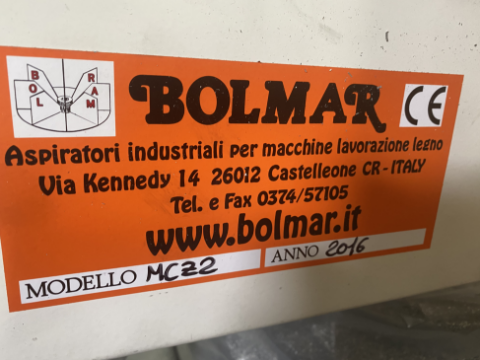 BOL RAM
BOLMAR CE
Aspiratori industriali per macchine lavorazione legno
Via Kennedy 14 26012 Castelleone CR - ITALY
Tel. e Fax 0374/57105
www.bolmar.it
MODELLO MCZ2 ANNO 2016